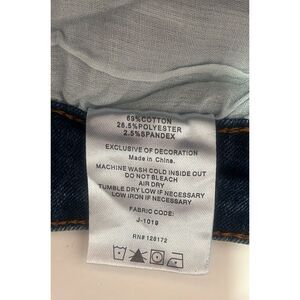 69%COTTON
28.5%POLYESTER
2.5%SPANDEX
EXCLUSIVE OF DECORATION
Made in China.
MACHINE WASH COLD INSIDE OUT
DO NOT BLEACH
AIR DRY
TUMBLE DRY LOW IF NECESSARY
LOW IRON IF NECESSARY
FABRIC CODE:
J-1019
RN# 128172